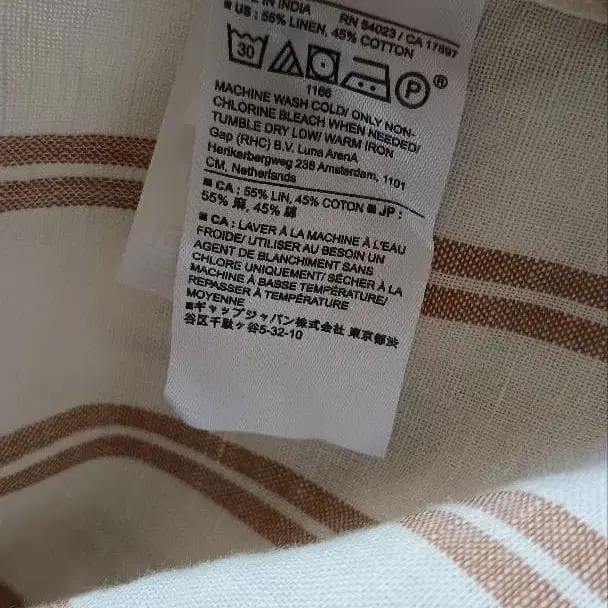 IN INDIA RN 54023 / CA 17897
■ US : 55% LINEN, 45% COTTON
30 P ®
1166
MACHINE WASH COLD/ ONLY NON-
CHLORINE BLEACH WHEN NEEDED/
TUMBLE DRY LOW/ WARM IRON
Gap (RHC) B.V. Luna ArenA
Herikerbergweg 238 Amsterdam, 1101
CM, Netherlands
■ CA : 55% LIN, 45% COTON ■ JP :
55% 麻, 45% 綿
■ CA : LAVER À LA MACHINE À L'EAU
FROIDE/ UTILISER AU BESOIN UN
AGENT DE BLANCHIMENT SANS
CHLORE UNIQUEMENT/ SÉCHER À LA
MACHINE À BASSE TEMPÉRATURE/
REPASSER À TEMPÉRATURE
MOYENNE
■ギャップジャパン株式会社 東京都渋
谷区千駄ヶ谷5-32-10